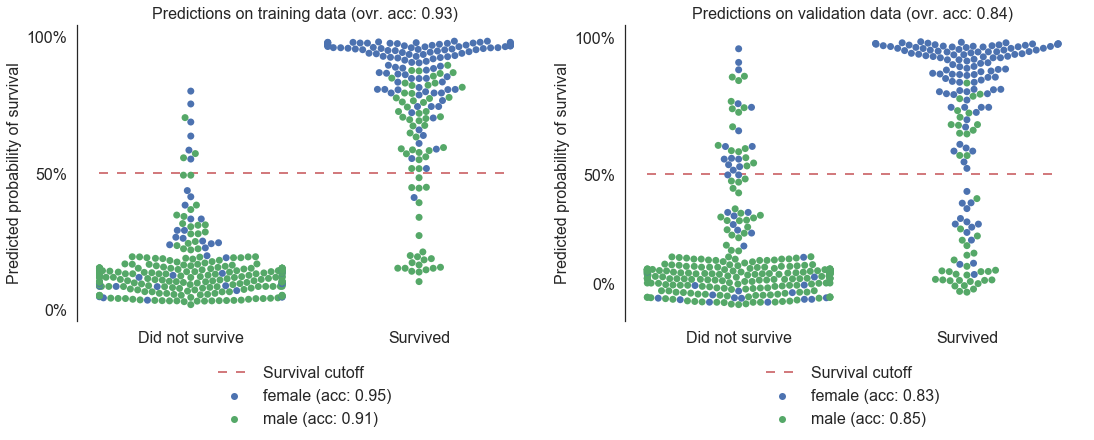 Predictions on training data (ovr. acc: 0.93)
Predicted probability of survival
100%
50%
0%
Did not survive
Survived
Survival cutoff
female (acc: 0.95)
male (acc: 0.91)
Predictions on validation data (ovr. acc: 0.84)
Predicted probability of survival
100%
50%
0%
Did not survive
Survived
Survival cutoff
female (acc: 0.83)
male (acc: 0.85)